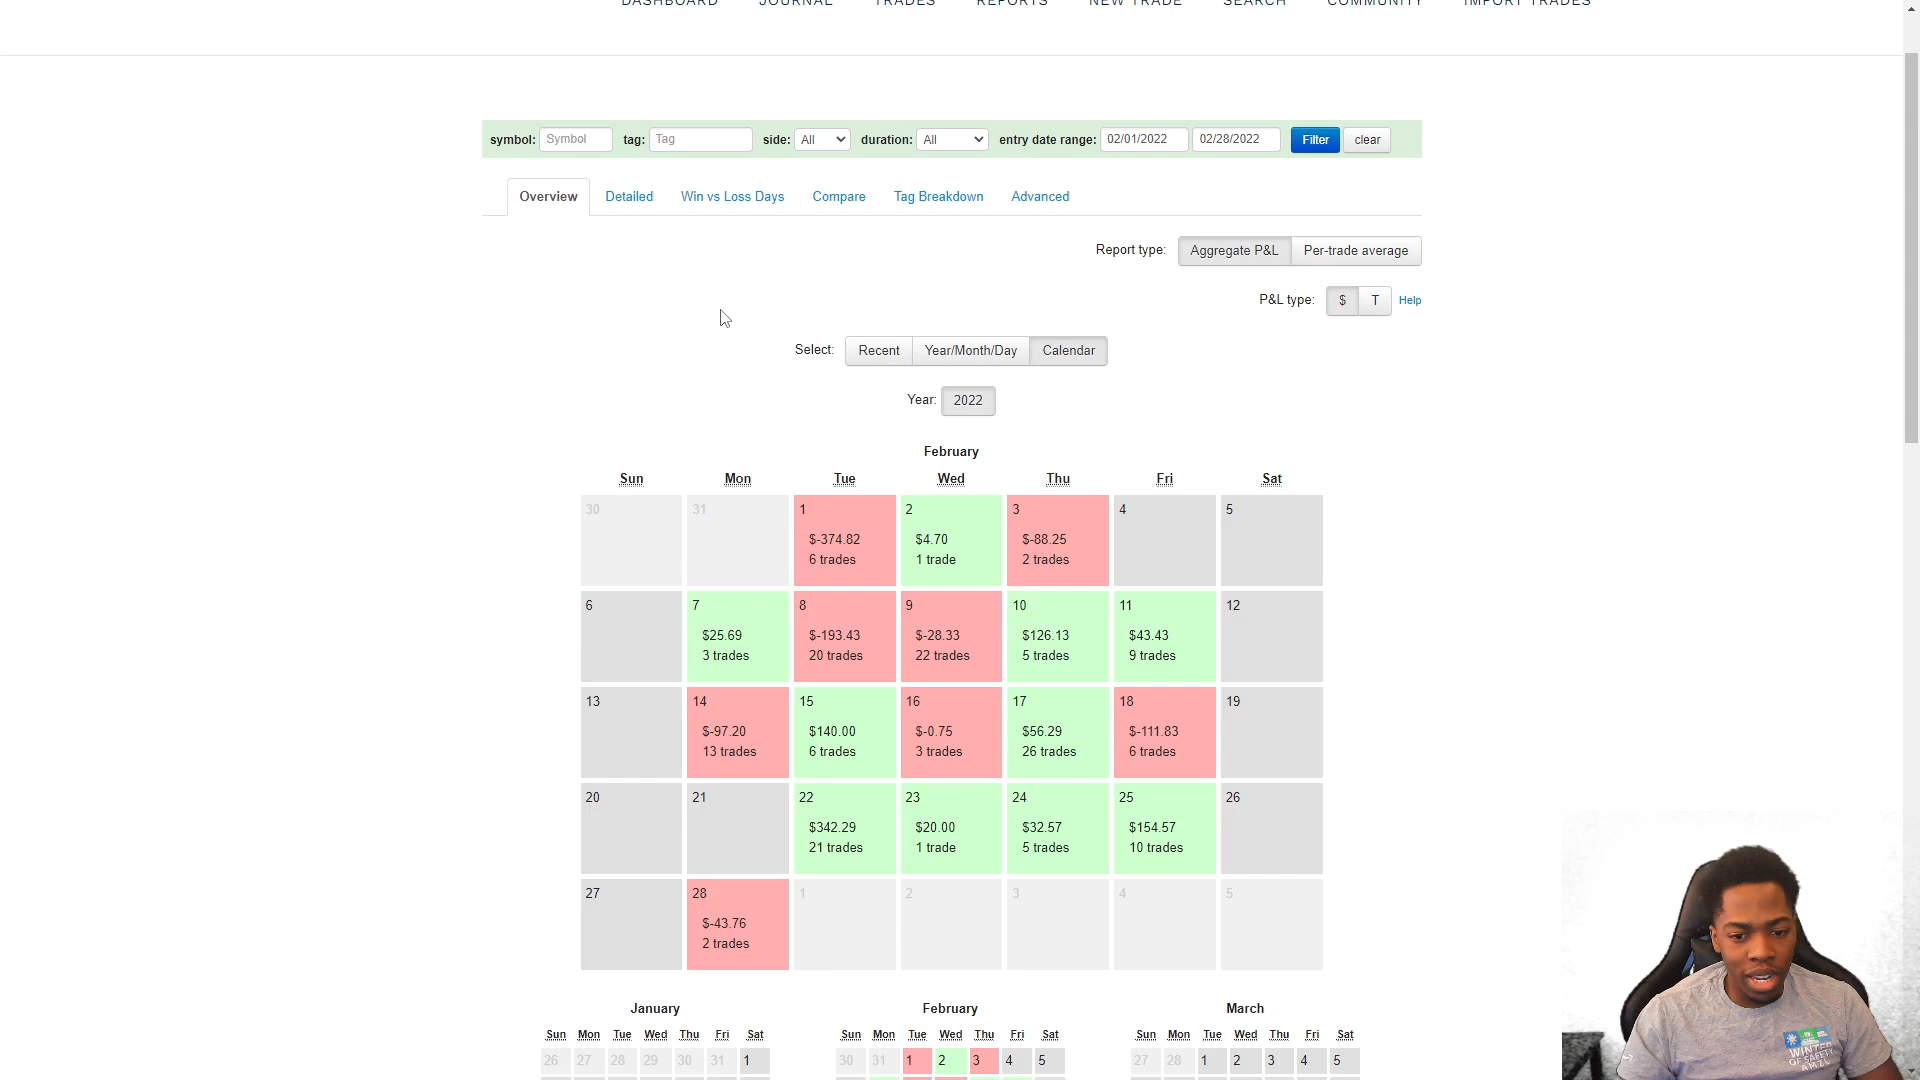 DASHBOARD JOURNAL TRADES REPORTS NEW TRADE SEARCH COMMUNITY IMPORT TRADES
symbol: Symbol tag: Tag side: All duration: All entry date range: 02/01/2022 02/28/2022 Filter clear
Overview Detailed Win vs Loss Days Compare Tag Breakdown Advanced
Report type: Aggregate P&L Per-trade average
P&L type: $ T Help
Select: Recent Year/Month/Day Calendar
Year: 2022
February
Sun Mon Tue Wed Thu Fri Sat
30 31 1 2 3 4 5
$-374.82 $4.70 $-88.25
6 trades 1 trade 2 trades
6 7 8 9 10 11 12
$25.69 $-193.43 $-28.33 $126.13 $43.43
3 trades 20 trades 22 trades 5 trades 9 trades
13 14 15 16 17 18 19
$-97.20 $140.00 $-0.75 $56.29 $-111.83
13 trades 6 trades 3 trades 26 trades 6 trades
20 21 22 23 24 25 26
$342.29 $20.00 $32.57 $154.57
21 trades 1 trade 5 trades 10 trades
27 28 1 2 3 4 5
$-43.76
2 trades
January February March
Sun Mon Tue Wed Thu Fri Sat Sun Mon Tue Wed Thu Fri Sat Sun Mon Tue Wed Thu Fri Sat
26 27 28 29 30 31 1 30 31 1 2 3 4 5 27 28 1 2 3 4 5
WINTER
OF SAFETY